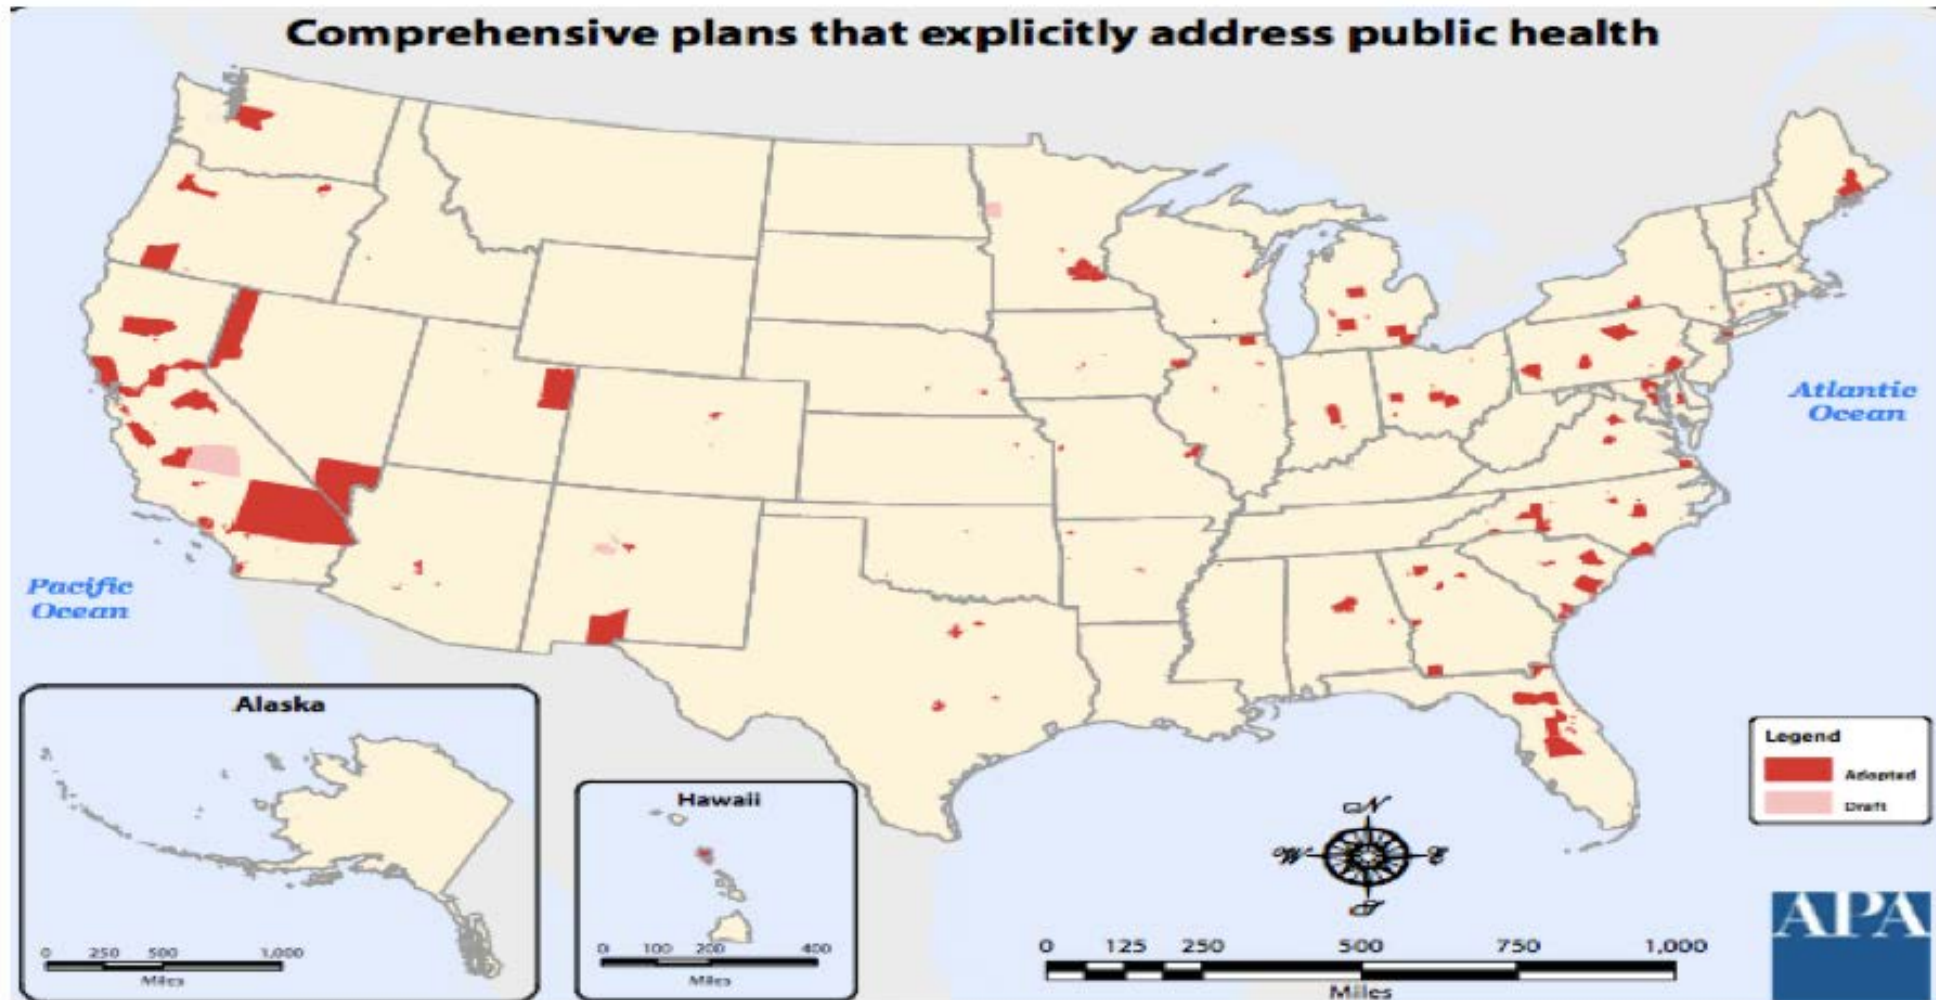 Comprehensive plans that explicitly address public health
Atlantic
Ocean
Pacific
Ocean
Alaska
0 250 500 1,000
Miles
Hawaii
0 100 200 400
Miles
Legend
Adopted
Draft
N
W E
S
0 125 250 500 750 1,000
Miles
APA